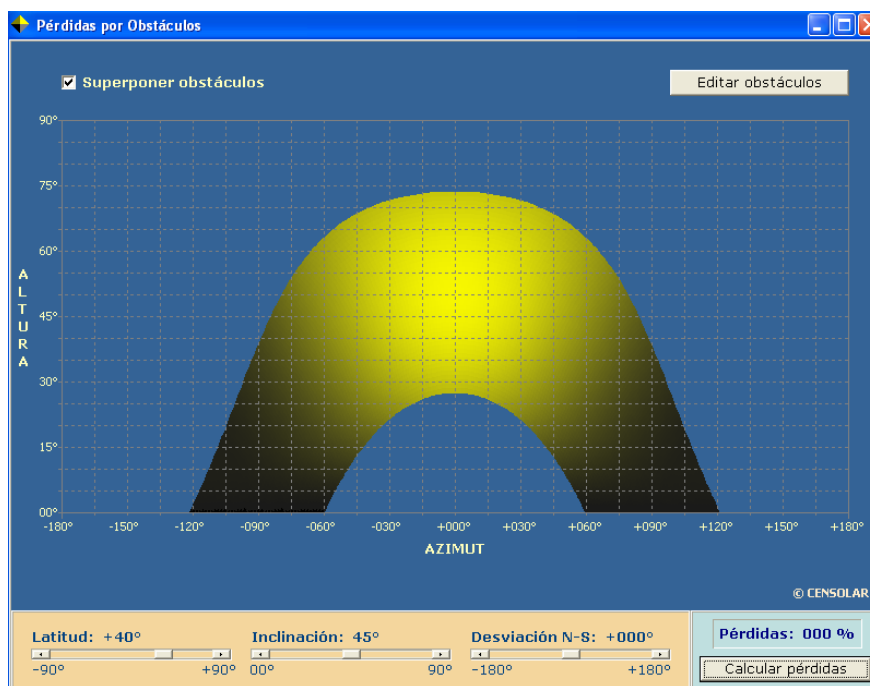 Pérdidas por Obstáculos
Superponer obstáculos
Editar obstáculos
90°
75°
60°
45°
30°
15°
00°
ALTURA
-180° -150° -120° -090° -060° -030° +000° +030° +060° +090° +120° +150° +180°
AZIMUT
© CENSOLAR
Latitud: +40°
-90° +90°
Inclinación: 45°
00° 90°
Desviación N-S: +000°
-180° +180°
Pérdidas: 000 %
Calcular pérdidas